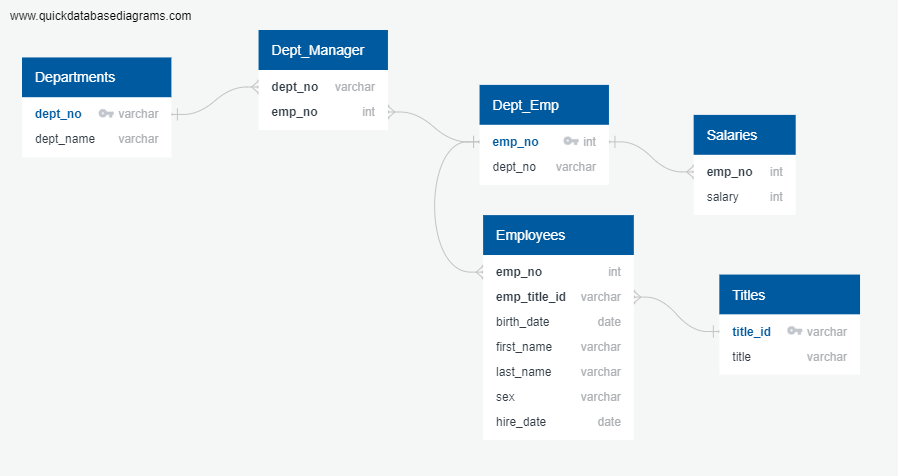 www.quickdatabasediagrams.com
Departments
dept_no varchar
dept_name varchar
Dept_Manager
dept_no varchar
emp_no int
Dept_Emp
emp_no int
dept_no varchar
Salaries
emp_no int
salary int
Employees
emp_no int
emp_title_id varchar
birth_date date
first_name varchar
last_name varchar
sex varchar
hire_date date
Titles
title_id varchar
title varchar